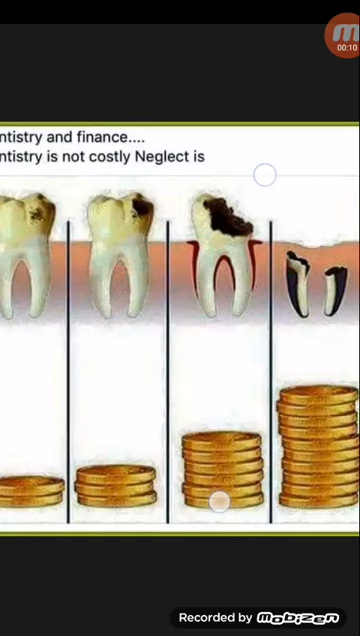 00:10
ntistry and finance....
ntistry is not costly Neglect is
Recorded by Mobizen